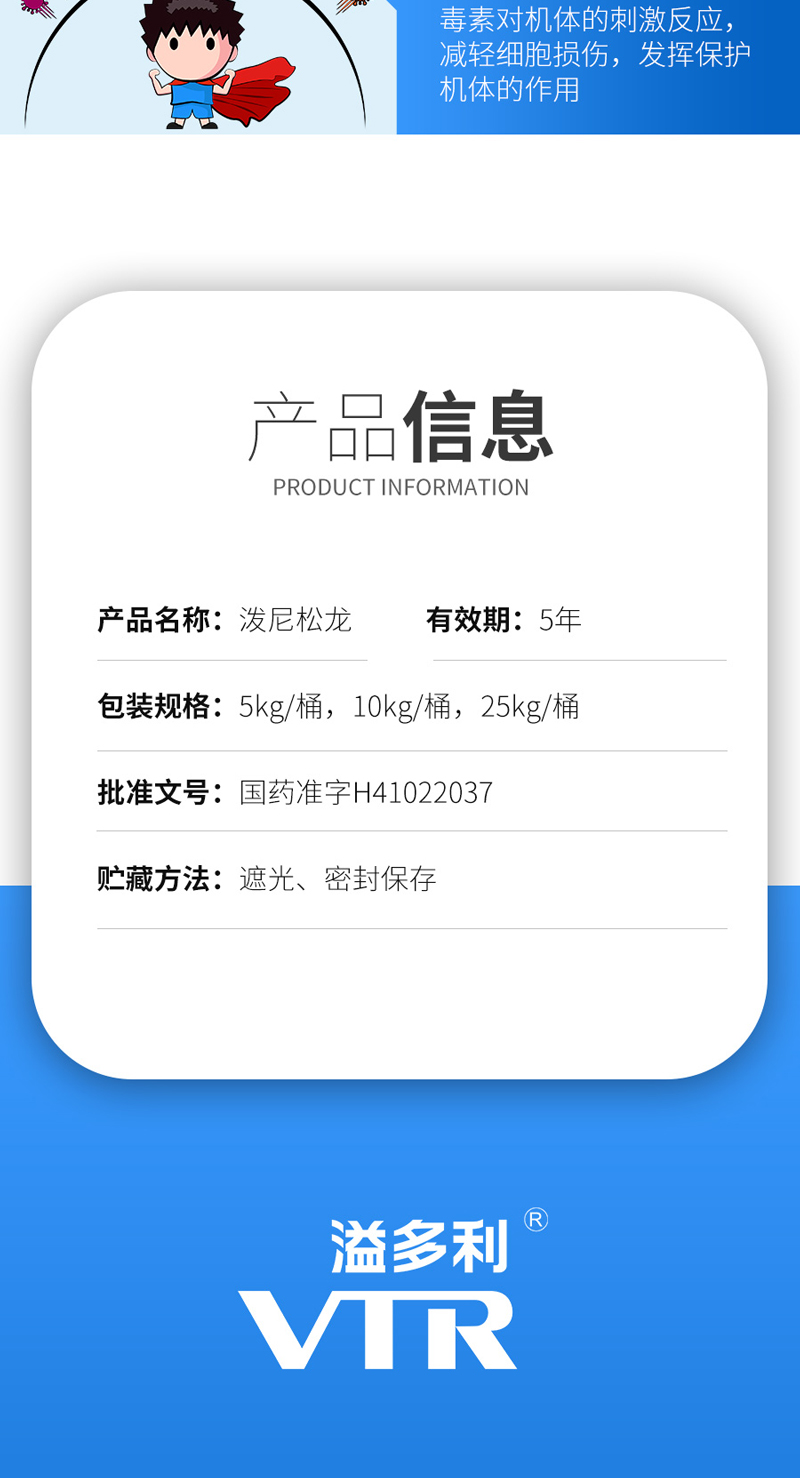 毒素对机体的刺激反应，
减轻细胞损伤，发挥保护
机体的作用
产品信息
PRODUCT INFORMATION
产品名称：泼尼松龙
有效期：5年
包装规格：5kg/桶，10kg/桶，25kg/桶
批准文号：国药准字H41022037
贮藏方法：遮光、密封保存
溢多利®
VTR